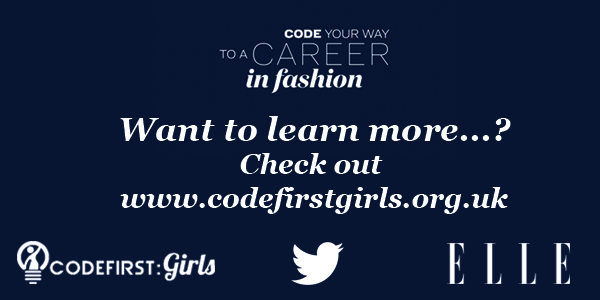 CODE YOUR WAY
TO A CAREER
in fashion
Want to learn more...?
Check out
www.codefirstgirls.org.uk
CODEFIRST:Girls
ELLE